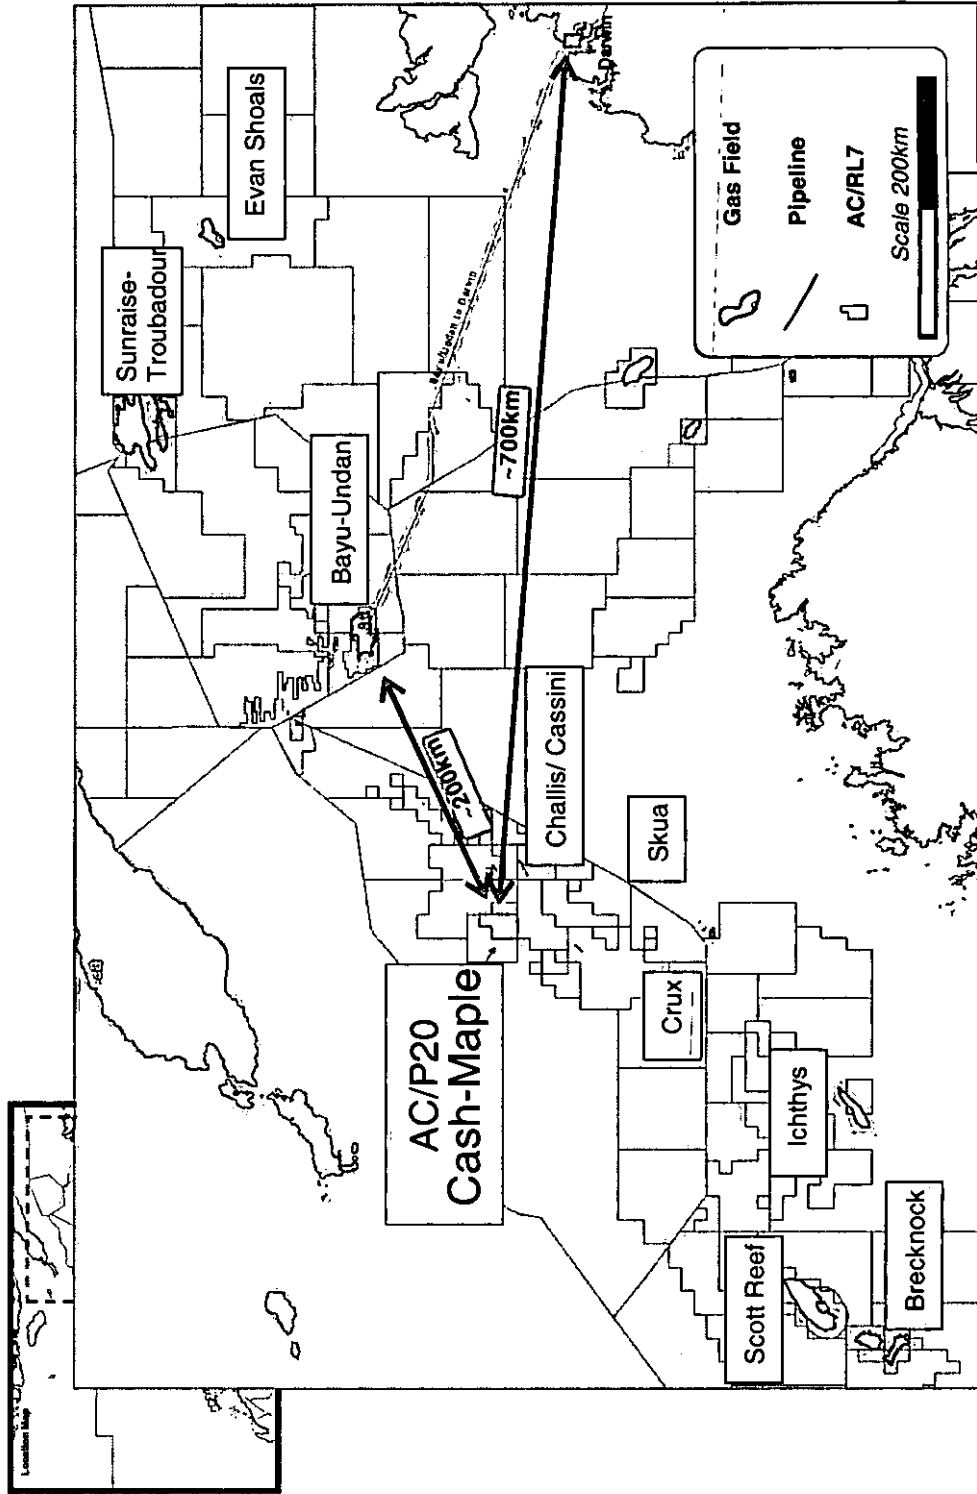 Location Map
Sunraise-
Troubadour
Evan Shoals
Bayu-Undan
Darwin
~200km
~700km
AC/P20
Cash-Maple
Challis/ Cassini
Skua
Crux
Ichthys
Scott Reef
Brecknock
Gas Field
Pipeline
AC/RL7
Scale 200km